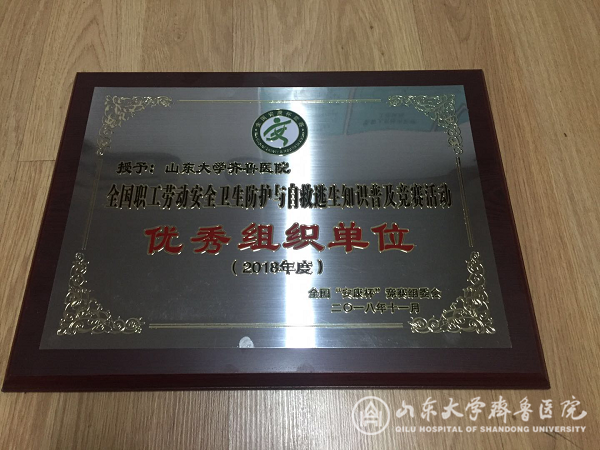 安
授予：山东大学齐鲁医院
全国职工劳动安全卫生防护与自救逃生知识普及竞赛活动
优秀组织单位
（2018年度）
全国“安康杯”竞赛组委会
二〇一八年十一月
山东大学齐鲁医院
QILU HOSPITAL OF SHANDONG UNIVERSITY